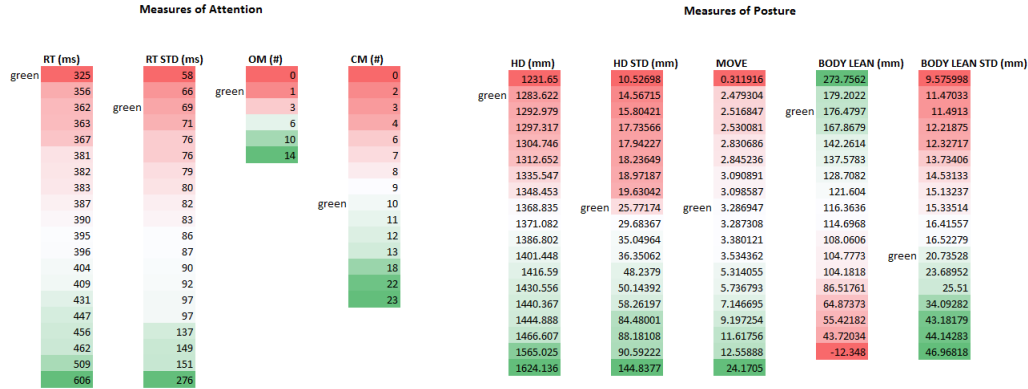 Measures of Attention
RT (ms) RT STD (ms) OM (#) CM (#)
green 325 58 0 0
356 66 green 1 2
362 green 69 3 3
363 71 6 4
367 76 10 6
381 76 14 7
382 79 8
383 80 9
387 82 green 10
390 83 11
395 86 12
396 87 13
404 90 18
409 92 22
431 97 23
447 97
456 137
462 149
509 151
606 276
Measures of Posture
HD (mm) HD STD (mm) MOVE BODY LEAN (mm) BODY LEAN STD (mm)
1231.65 10.52698 0.311916 273.7562 9.575998
green 1283.622 14.56715 2.479304 179.2022 11.47033
1292.979 15.80421 2.516847 green 176.4797 11.4913
1297.317 17.73566 2.530081 167.8679 12.21875
1304.746 17.94227 2.830686 142.2614 12.32717
1312.652 18.23649 2.845236 137.5783 13.73406
1335.547 18.97187 3.090891 128.7082 14.53133
1348.453 19.63042 3.098587 121.604 15.13237
1368.835 green 25.77174 green 3.286947 116.3636 15.33514
1371.082 29.68367 3.287308 114.6968 16.41557
1386.802 35.04964 3.380121 108.0606 16.52279
1401.448 36.35062 3.534362 104.7773 green 20.73528
1416.59 48.2379 5.314055 104.1818 23.68952
1430.556 50.14392 5.736793 86.51761 25.51
1440.367 58.26197 7.146695 64.87373 34.09282
1444.888 84.48001 9.197254 55.42182 43.18179
1466.607 88.18108 11.61756 43.72034 44.14283
1565.025 90.59222 12.55888 -12.348 46.96818
1624.136 144.8377 24.1705